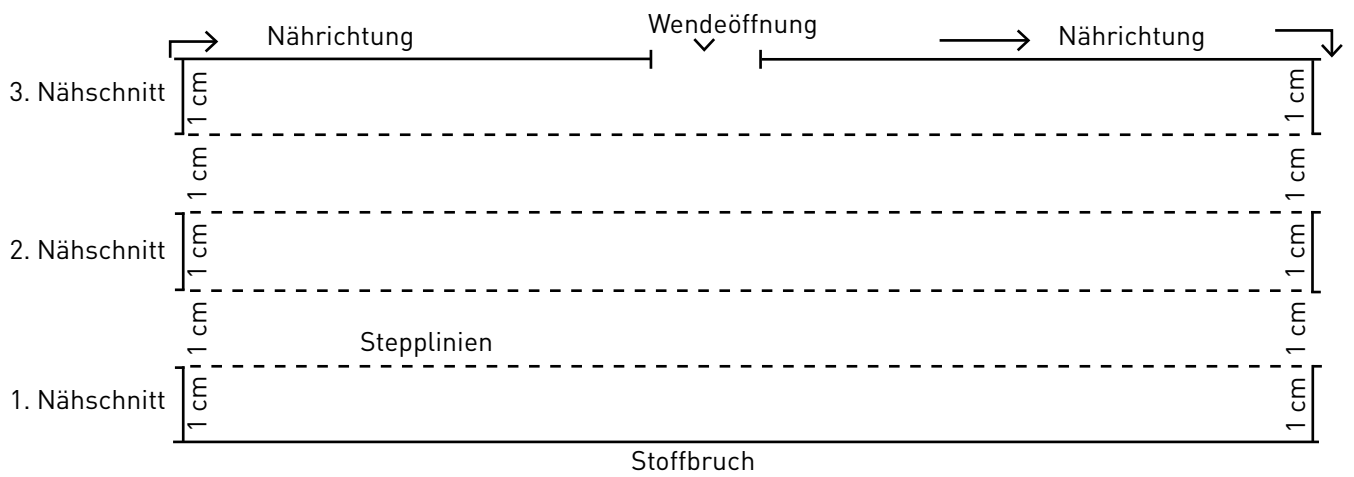 Wendeöffnung
Nährichtung
Nährichtung
3. Nähschnitt
1 cm
1 cm
1 cm
1 cm
2. Nähschnitt
1 cm
1 cm
1 cm
1 cm
Stepplinien
1. Nähschnitt
1 cm
1 cm
Stoffbruch